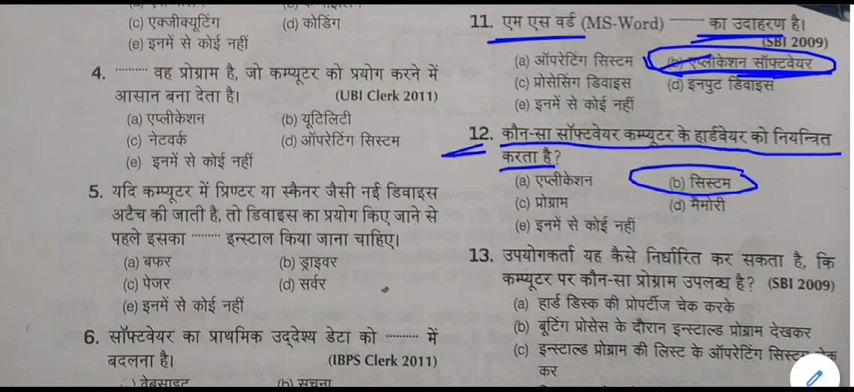 (c) एक्जीक्यूटिंग (d) कोडिंग
(e) इनमें से कोई नहीं
4. ········· वह प्रोग्राम है, जो कम्प्यूटर को प्रयोग करने में
आसान बना देता है। (UBI Clerk 2011)
(a) एप्लीकेशन (b) यूटिलिटी
(c) नेटवर्क (d) ऑपरेटिंग सिस्टम
(e) इनमें से कोई नहीं
5. यदि कम्प्यूटर में प्रिण्टर या स्कैनर जैसी नई डिवाइस
अटैच की जाती है, तो डिवाइस का प्रयोग किए जाने से
पहले इसका ········ इन्स्टाल किया जाना चाहिए।
(a) बफर (b) ड्राइवर
(c) पेजर (d) सर्वर
(e) इनमें से कोई नहीं
6. सॉफ्टवेयर का प्राथमिक उद्देश्य डेटा को ········· में
बदलना है। (IBPS Clerk 2011)
(b) सूचना
11. एम एस वर्ड (MS-Word) ········· का उदाहरण है।
(SBI 2009)
(a) ऑपरेटिंग सिस्टम (b) एप्लीकेशन सॉफ्टवेयर
(c) प्रोसेसिंग डिवाइस (d) इनपुट डिवाइस
(e) इनमें से कोई नहीं
12. कौन-सा सॉफ्टवेयर कम्प्यूटर के हार्डवेयर को नियन्त्रित
करता है?
(a) एप्लीकेशन (b) सिस्टम
(c) प्रोग्राम (d) मैमोरी
(e) इनमें से कोई नहीं
13. उपयोगकर्ता यह कैसे निर्धारित कर सकता है, कि
कम्प्यूटर पर कौन-सा प्रोग्राम उपलब्ध है? (SBI 2009)
(a) हार्ड डिस्क की प्रोपर्टीज चेक करके
(b) बूटिंग प्रोसेस के दौरान इन्स्टाल्ड प्रोग्राम देखकर
(c) इन्स्टाल्ड प्रोग्राम की लिस्ट के ऑपरेटिंग सिस्टम
कर